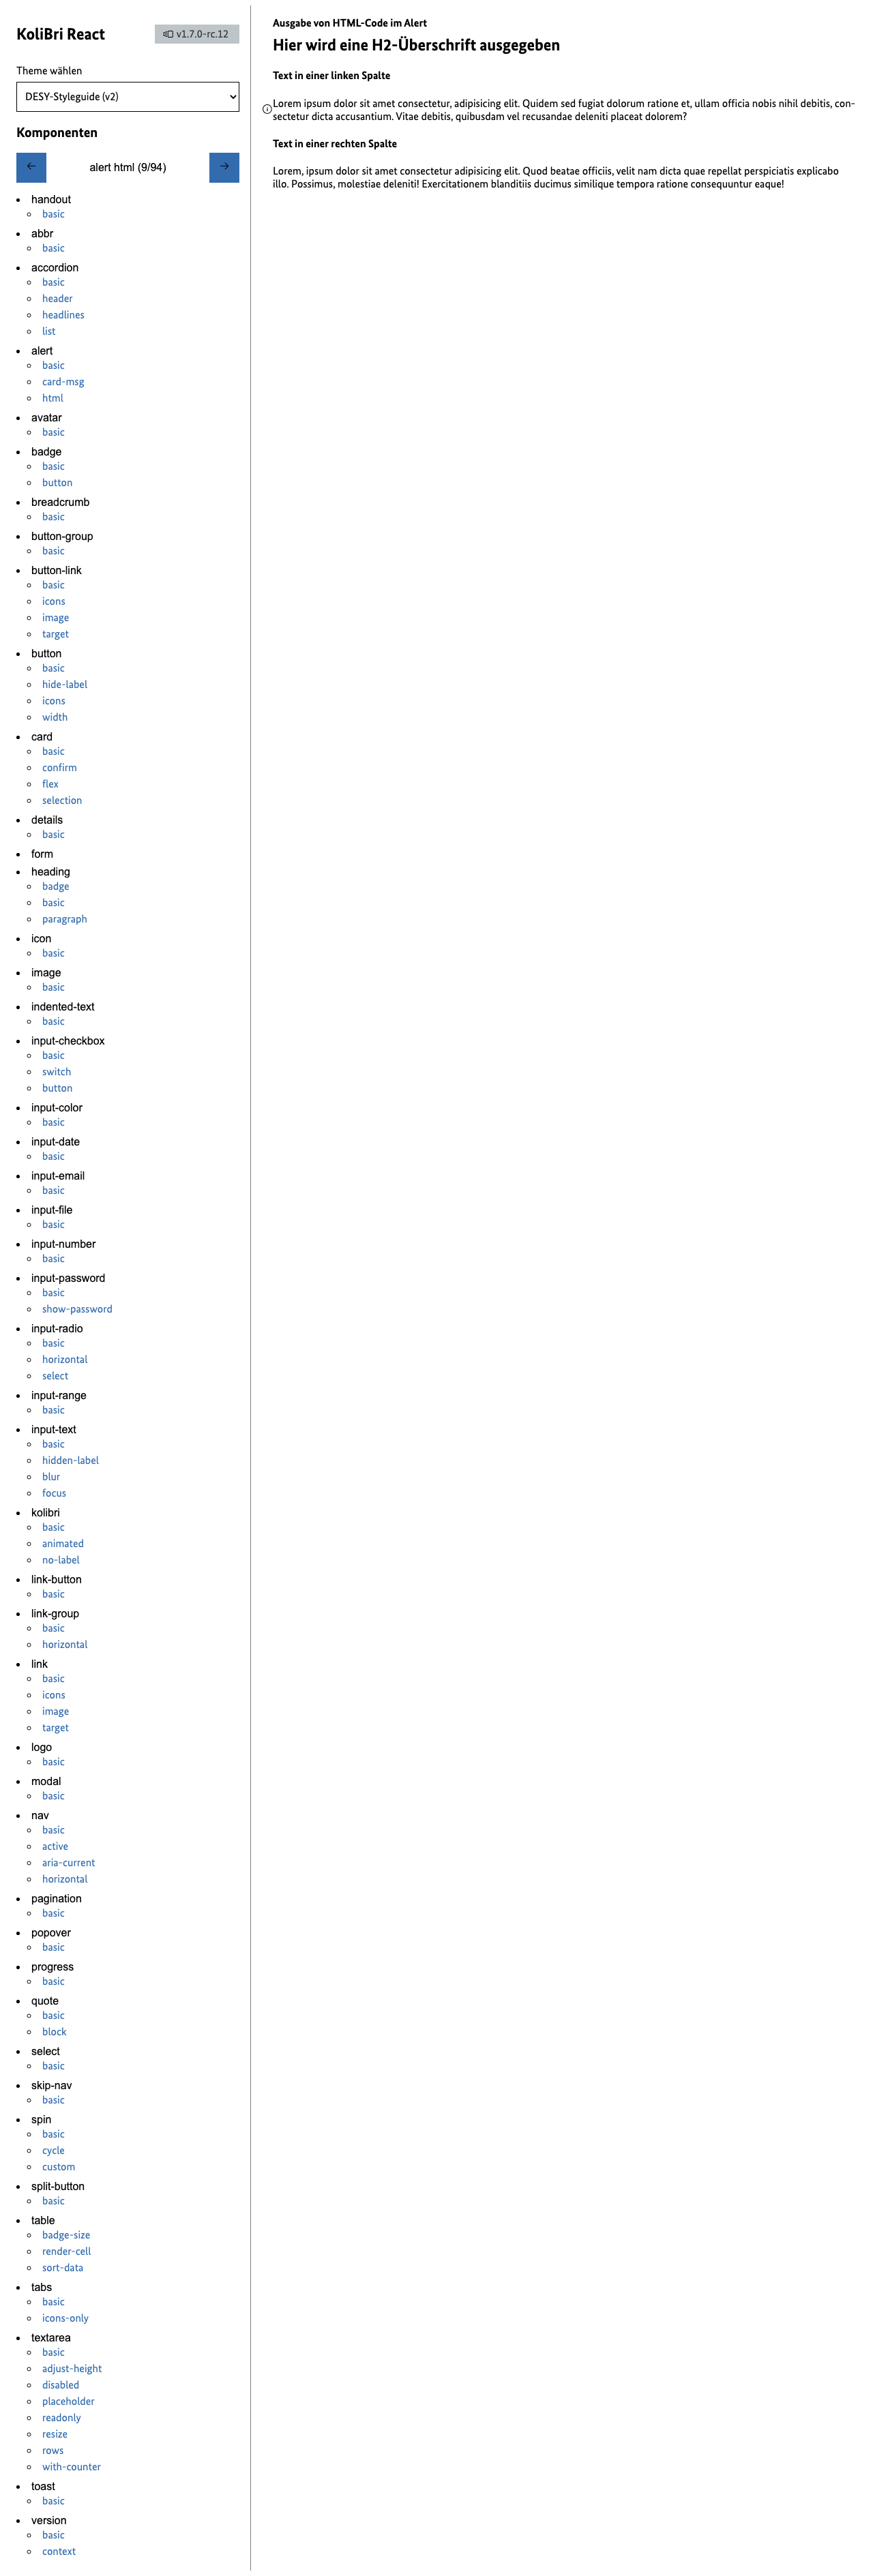 KoliBri React
v1.7.0-rc.12
Theme wählen
DESY-Styleguide (v2)
Komponenten
alert html (9/94)
handout
basic
abbr
basic
accordion
basic
header
headlines
list
alert
basic
card-msg
html
avatar
basic
badge
basic
button
breadcrumb
basic
button-group
basic
button-link
basic
icons
image
target
button
basic
hide-label
icons
width
card
basic
confirm
flex
selection
details
basic
form
heading
badge
basic
paragraph
icon
basic
image
basic
indented-text
basic
input-checkbox
basic
switch
button
input-color
basic
input-date
basic
input-email
basic
input-file
basic
input-number
basic
input-password
basic
show-password
input-radio
basic
horizontal
select
input-range
basic
input-text
basic
hidden-label
blur
focus
kolibri
basic
animated
no-label
link-button
basic
link-group
basic
horizontal
link
basic
icons
image
target
logo
basic
modal
basic
nav
basic
active
aria-current
horizontal
pagination
basic
popover
basic
progress
basic
quote
basic
block
select
basic
skip-nav
basic
spin
basic
cycle
custom
split-button
basic
table
badge-size
render-cell
sort-data
tabs
basic
icons-only
textarea
basic
adjust-height
disabled
placeholder
readonly
resize
rows
with-counter
toast
basic
version
basic
context
Ausgabe von HTML-Code im Alert
Hier wird eine H2-Überschrift ausgegeben
Text in einer linken Spalte
Lorem ipsum dolor sit amet consectetur, adipisicing elit. Quidem sed fugiat dolorum ratione et, ullam officia nobis nihil debitis, con-
sectetur dicta accusantium. Vitae debitis, quibusdam vel recusandae deleniti placeat dolorem?
Text in einer rechten Spalte
Lorem, ipsum dolor sit amet consectetur adipisicing elit. Quod beatae officiis, velit nam dicta quae repellat perspiciatis explicabo
illo. Possimus, molestiae deleniti! Exercitationem blanditiis ducimus similique tempora ratione consequuntur eaque!